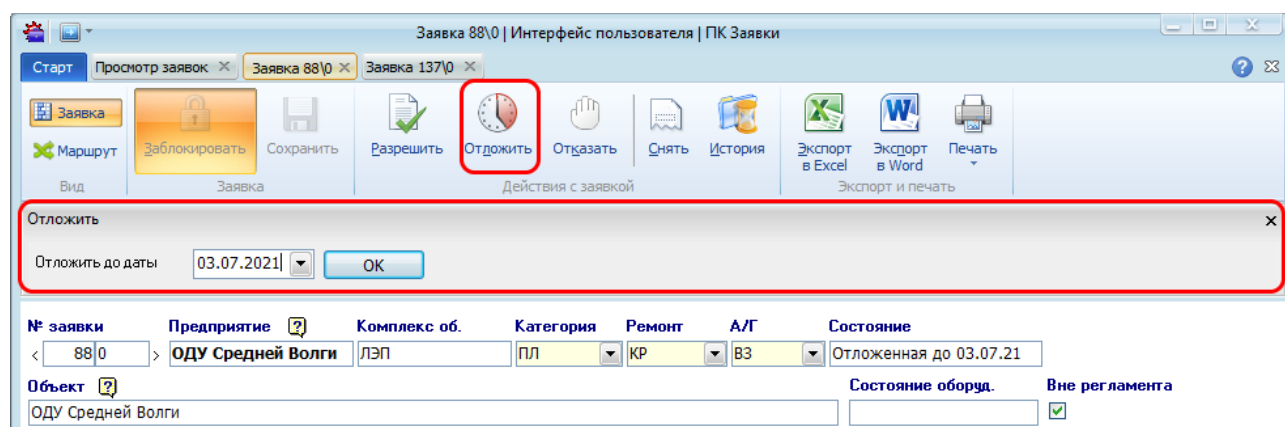 Заявка 88\0 | Интерфейс пользователя | ПК Заявки
Старт Просмотр заявок Заявка 88\0 Заявка 137\0
Заявка Заблокировать Сохранить Разрешить Отложить Отказать Снять История Экспорт в Excel Экспорт в Word Печать
Маршрут
Вид Заявка Действия с заявкой Экспорт и печать
Отложить
Отложить до даты 03.07.2021 OK
№ заявки Предприятие ? Комплекс об. Категория Ремонт А/Г Состояние
< 88 0 > ОДУ Средней Волги ЛЭП ПЛ КР ВЗ Отложенная до 03.07.21
Объект ? Состояние оборуд. Вне регламента
ОДУ Средней Волги